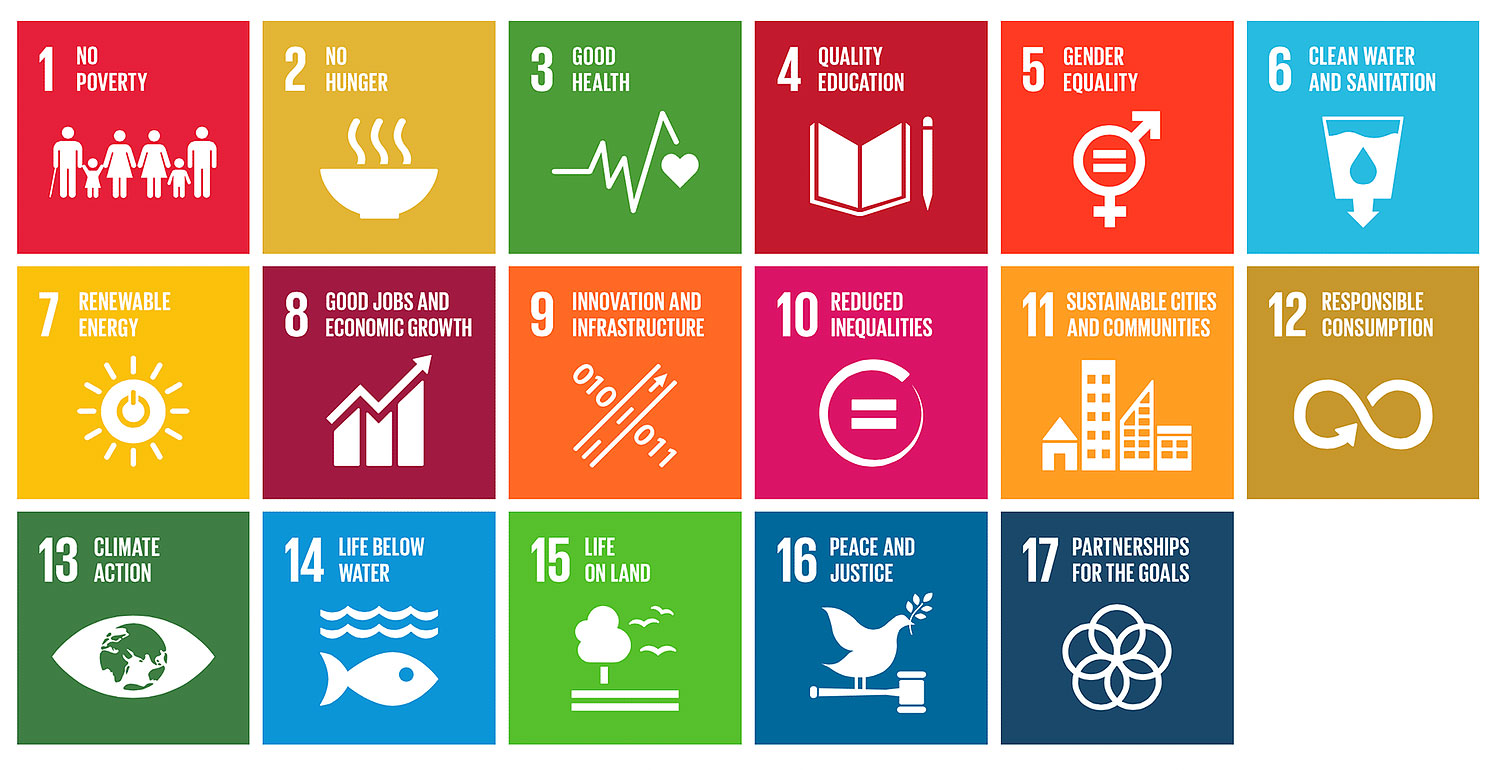 1 NO
POVERTY
2 NO
HUNGER
3 GOOD
HEALTH
4 QUALITY
EDUCATION
5 GENDER
EQUALITY
6 CLEAN WATER
AND SANITATION
7 RENEWABLE
ENERGY
8 GOOD JOBS AND
ECONOMIC GROWTH
9 INNOVATION AND
INFRASTRUCTURE
010
011
10 REDUCED
INEQUALITIES
11 SUSTAINABLE CITIES
AND COMMUNITIES
12 RESPONSIBLE
CONSUMPTION
13 CLIMATE
ACTION
14 LIFE BELOW
WATER
15 LIFE
ON LAND
16 PEACE AND
JUSTICE
17 PARTNERSHIPS
FOR THE GOALS